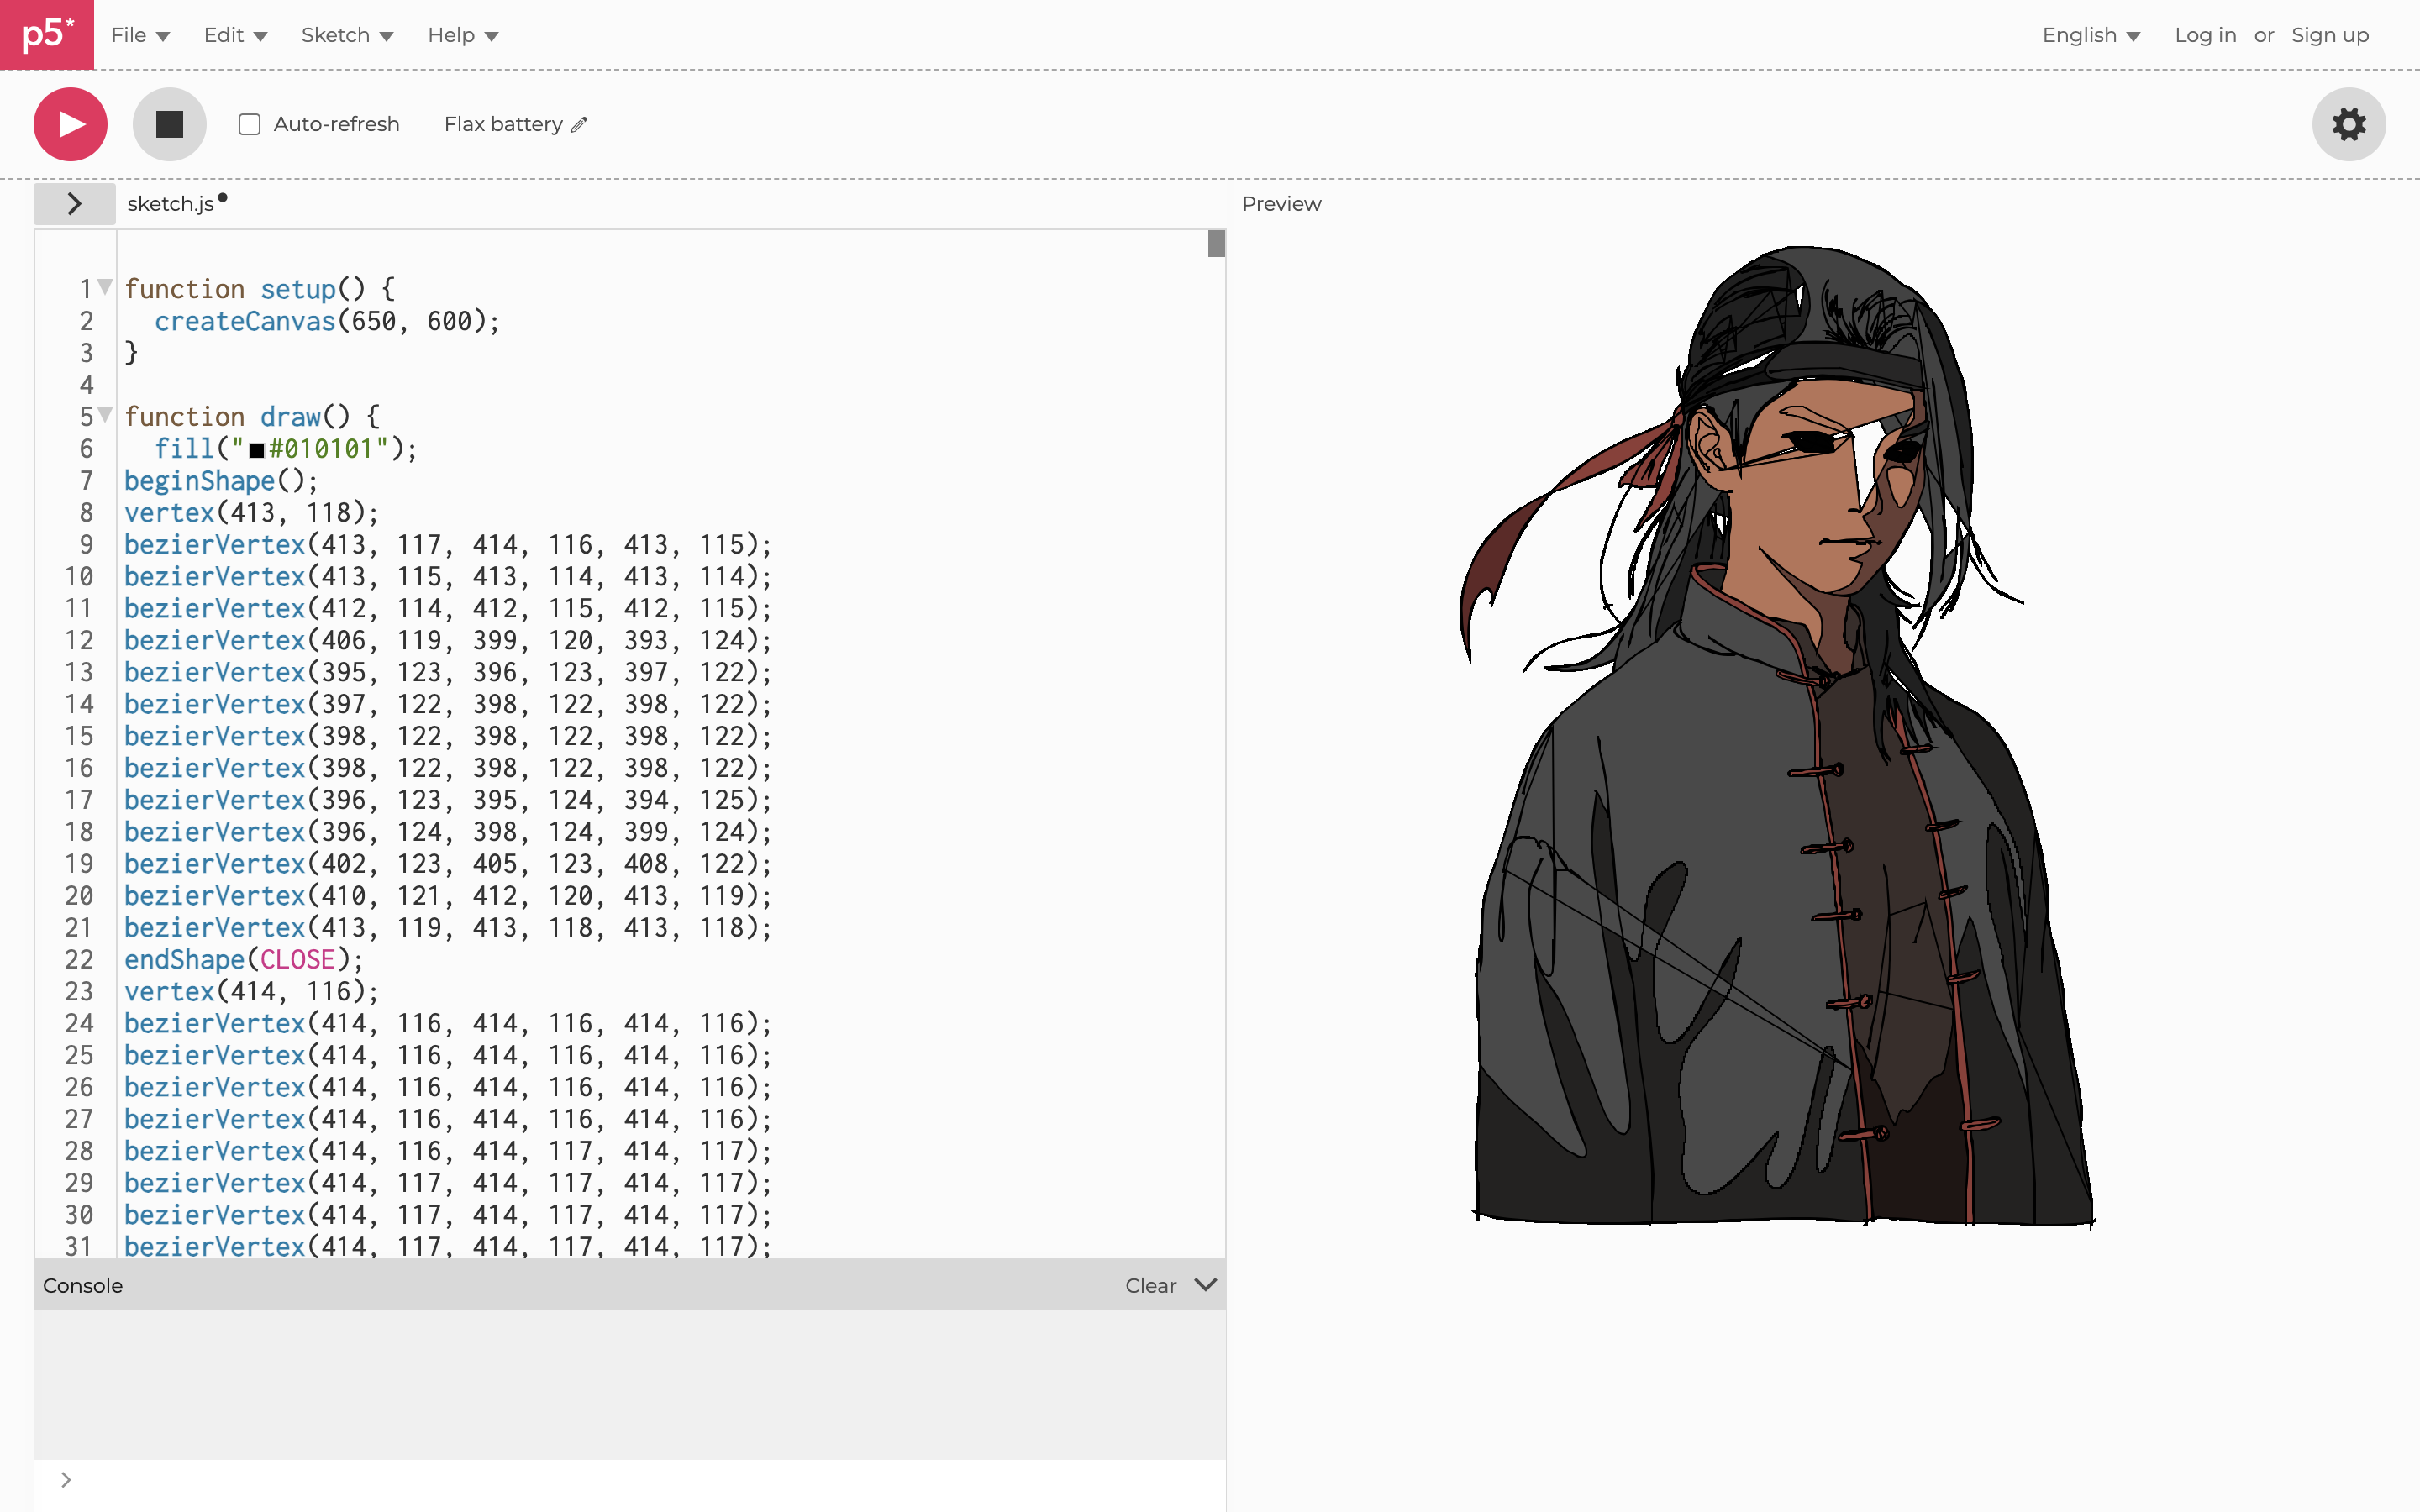 p5* File Edit Sketch Help English Log in or Sign up
Auto-refresh Flax battery
sketch.js
Preview
1 function setup() {
2 createCanvas(650, 600);
3 }
4
5 function draw() {
6 fill("#010101");
7 beginShape();
8 vertex(413, 118);
9 bezierVertex(413, 117, 414, 116, 413, 115);
10 bezierVertex(413, 115, 413, 114, 413, 114);
11 bezierVertex(412, 114, 412, 115, 412, 115);
12 bezierVertex(406, 119, 399, 120, 393, 124);
13 bezierVertex(395, 123, 396, 123, 397, 122);
14 bezierVertex(397, 122, 398, 122, 398, 122);
15 bezierVertex(398, 122, 398, 122, 398, 122);
16 bezierVertex(398, 122, 398, 122, 398, 122);
17 bezierVertex(396, 123, 395, 124, 394, 125);
18 bezierVertex(396, 124, 398, 124, 399, 124);
19 bezierVertex(402, 123, 405, 123, 408, 122);
20 bezierVertex(410, 121, 412, 120, 413, 119);
21 bezierVertex(413, 119, 413, 118, 413, 118);
22 endShape(CLOSE);
23 vertex(414, 116);
24 bezierVertex(414, 116, 414, 116, 414, 116);
25 bezierVertex(414, 116, 414, 116, 414, 116);
26 bezierVertex(414, 116, 414, 116, 414, 116);
27 bezierVertex(414, 116, 414, 116, 414, 116);
28 bezierVertex(414, 116, 414, 117, 414, 117);
29 bezierVertex(414, 117, 414, 117, 414, 117);
30 bezierVertex(414, 117, 414, 117, 414, 117);
31 bezierVertex(414, 117, 414, 117, 414, 117);
Console Clear